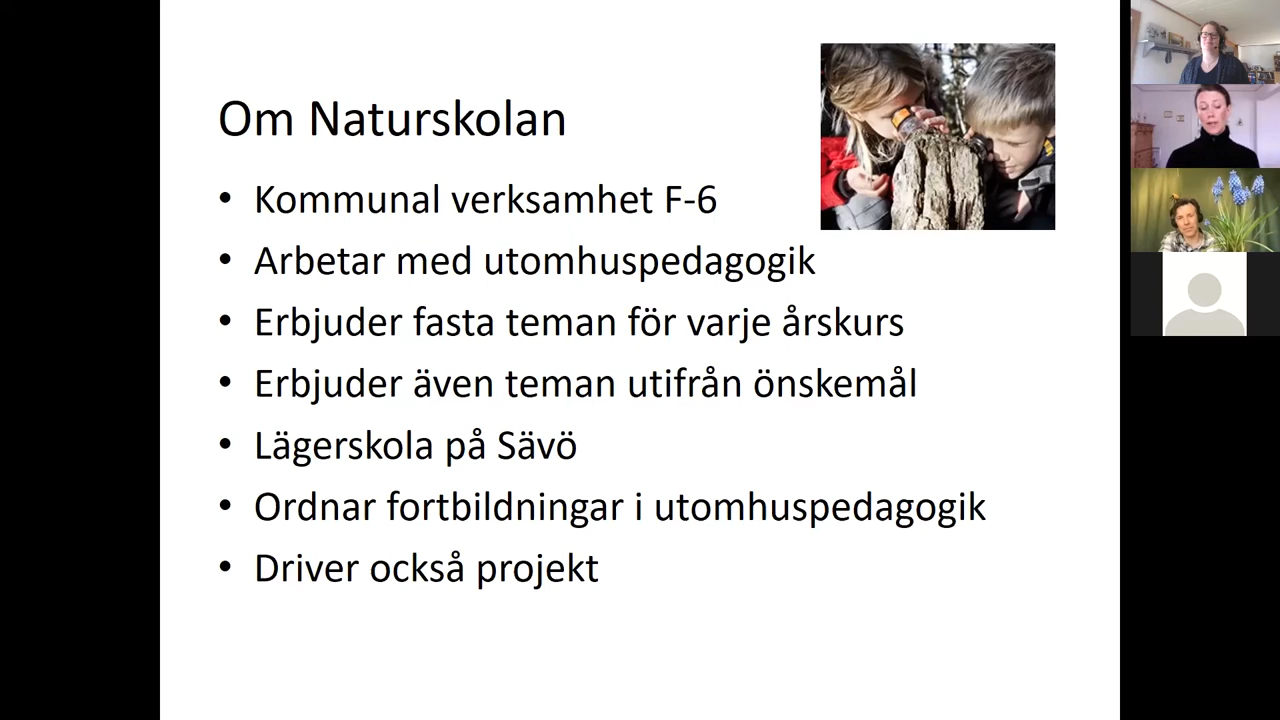 Om Naturskolan
• Kommunal verksamhet F-6
• Arbetar med utomhuspedagogik
• Erbjuder fasta teman för varje årskurs
• Erbjuder även teman utifrån önskemål
• Lägerskola på Sävö
• Ordnar fortbildningar i utomhuspedagogik
• Driver också projekt